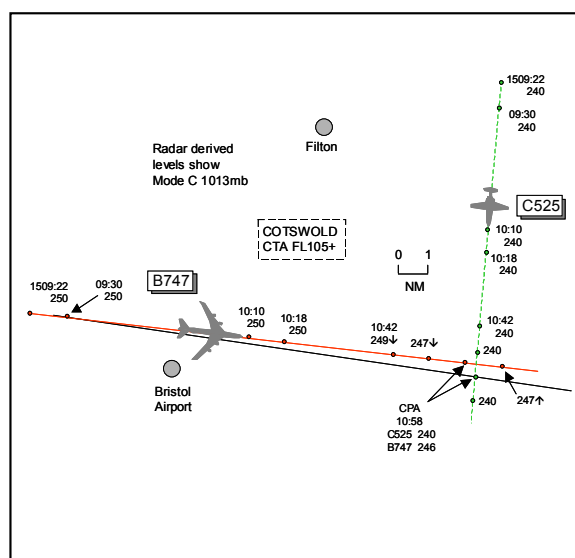 1509:22
240
09:30
240
Radar derived
levels show
Mode C 1013mb
Filton
C525
COTSWOLD
CTA FL105+
10:10
240
0 1
NM
10:18
240
B747
1509:22
250
09:30
250
10:10
250
10:18
250
10:42
249↓
247↓
10:42
240
240
Bristol
Airport
CPA
10:58
C525 240
B747 246
240
247↑